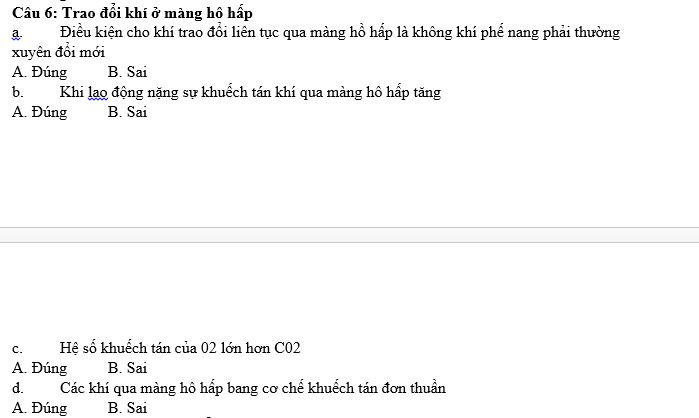 Câu 6: Trao đổi khí ở màng hô hấp
a. Điều kiện cho khí trao đổi liên tục qua màng hồ hấp là không khí phế nang phải thường
xuyên đổi mới
A. Đúng B. Sai
b. Khi lao động nặng sự khuếch tán khí qua màng hô hấp tăng
A. Đúng B. Sai
c. Hệ số khuếch tán của 02 lớn hơn C02
A. Đúng B. Sai
d. Các khí qua màng hô hấp bang cơ chế khuếch tán đơn thuần
A. Đúng B. Sai